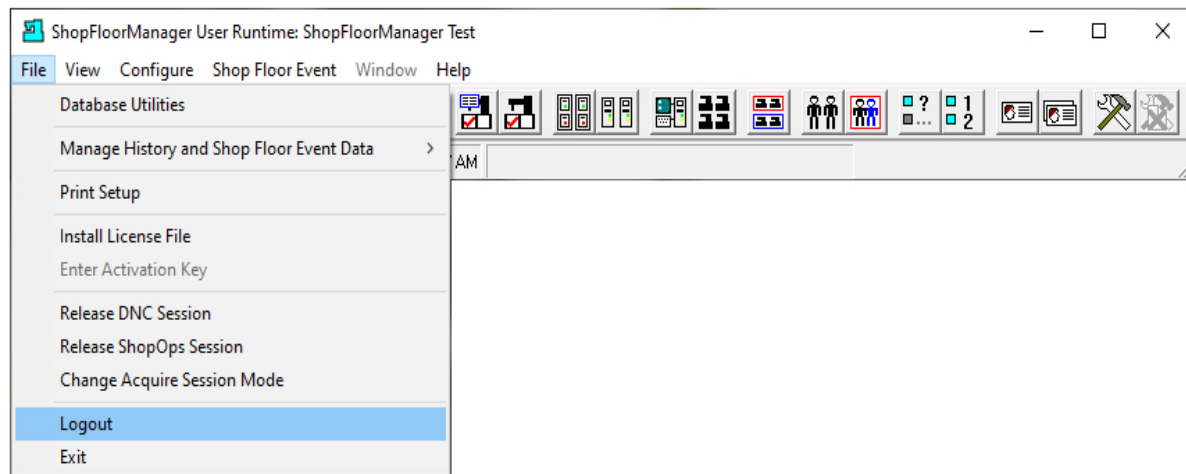 ShopFloorManager User Runtime: ShopFloorManager Test
File View Configure Shop Floor Event Window Help
Database Utilities
Manage History and Shop Floor Event Data
AM
Print Setup
Install License File
Enter Activation Key
Release DNC Session
Release ShopOps Session
Change Acquire Session Mode
Logout
Exit